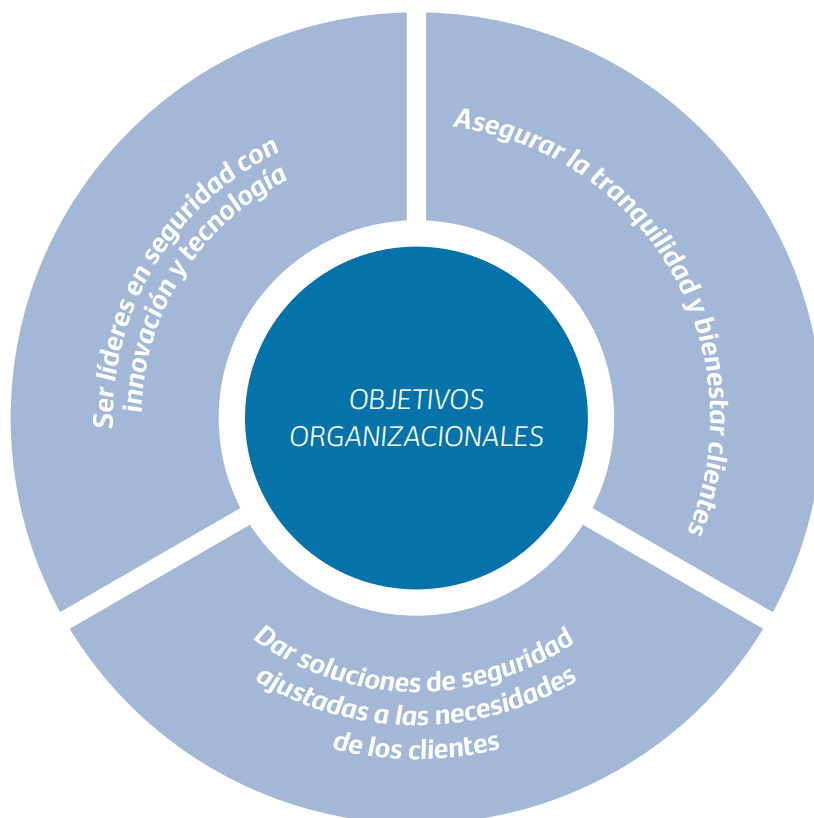 Ser líderes en seguridad con
innovación y tecnología
Asegurar la tranquilidad y bienestar clientes
OBJETIVOS
ORGANIZACIONALES
Dar soluciones de seguridad
ajustadas a las necesidades
de los clientes